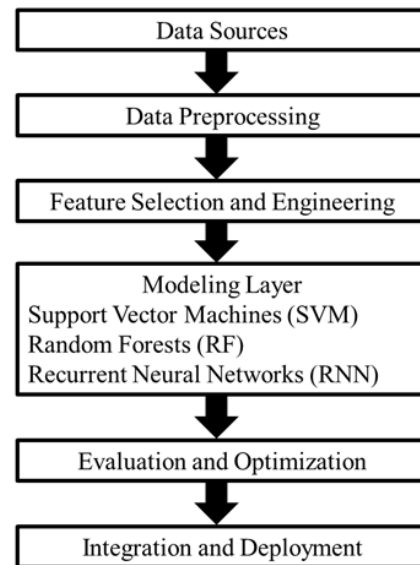 Data Sources
Data Preprocessing
Feature Selection and Engineering
Modeling Layer
Support Vector Machines (SVM)
Random Forests (RF)
Recurrent Neural Networks (RNN)
Evaluation and Optimization
Integration and Deployment